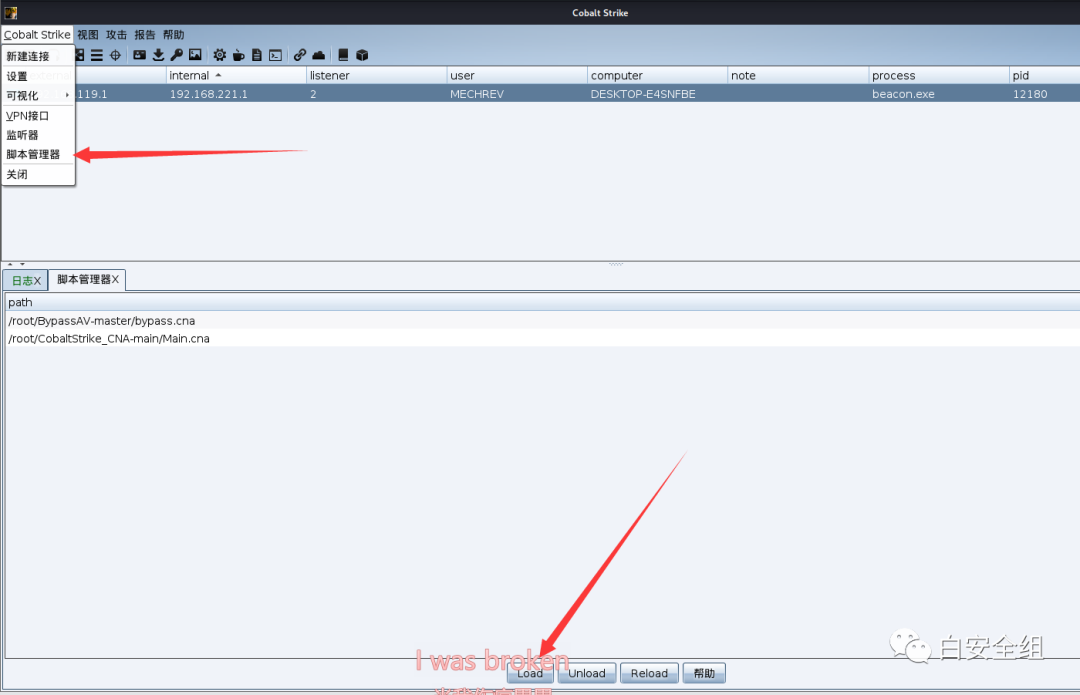 Cobalt Strike
Cobalt Strike 视图 攻击 报告 帮助
新建连接
设置
可视化
VPN接口
监听器
脚本管理器
关闭
internal listener user computer note process pid
119.1 192.168.221.1 2 MECHREV DESKTOP-E4SNFBE beacon.exe 12180
日志X 脚本管理器X
path
/root/BypassAV-master/bypass.cna
/root/CobaltStrike_CNA-main/Main.cna
白安全组
I was broken
Load Unload Reload 帮助